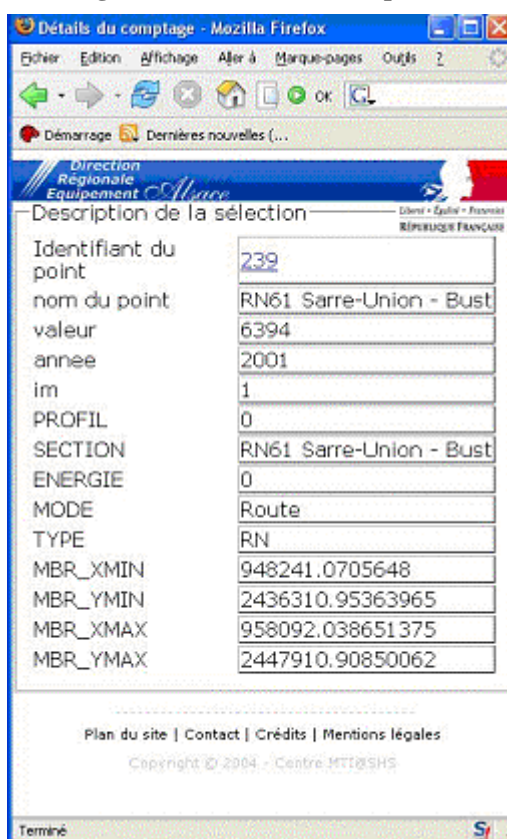 Détails du comptage - Mozilla Firefox
Fichier Edition Affichage Aller à Marque-pages Outils ?
OK G
Démarrage Dernières nouvelles (...
Direction
Régionale
Equipement Alsace
Description de la sélection
Liberté • Égalité • Fraternité
RÉPUBLIQUE FRANÇAISE
Identifiant du
point 239
nom du point RN61 Sarre-Union - Bust
valeur 6394
annee 2001
im 1
PROFIL 0
SECTION RN61 Sarre-Union - Bust
ENERGIE 0
MODE Route
TYPE RN
MBR_XMIN 948241.0705648
MBR_YMIN 2436310.95363965
MBR_XMAX 958092.038651375
MBR_YMAX 2447910.90850062
Plan du site | Contact | Crédits | Mentions légales
Copyright © 2004 - Centre MTI@SHS
Terminé